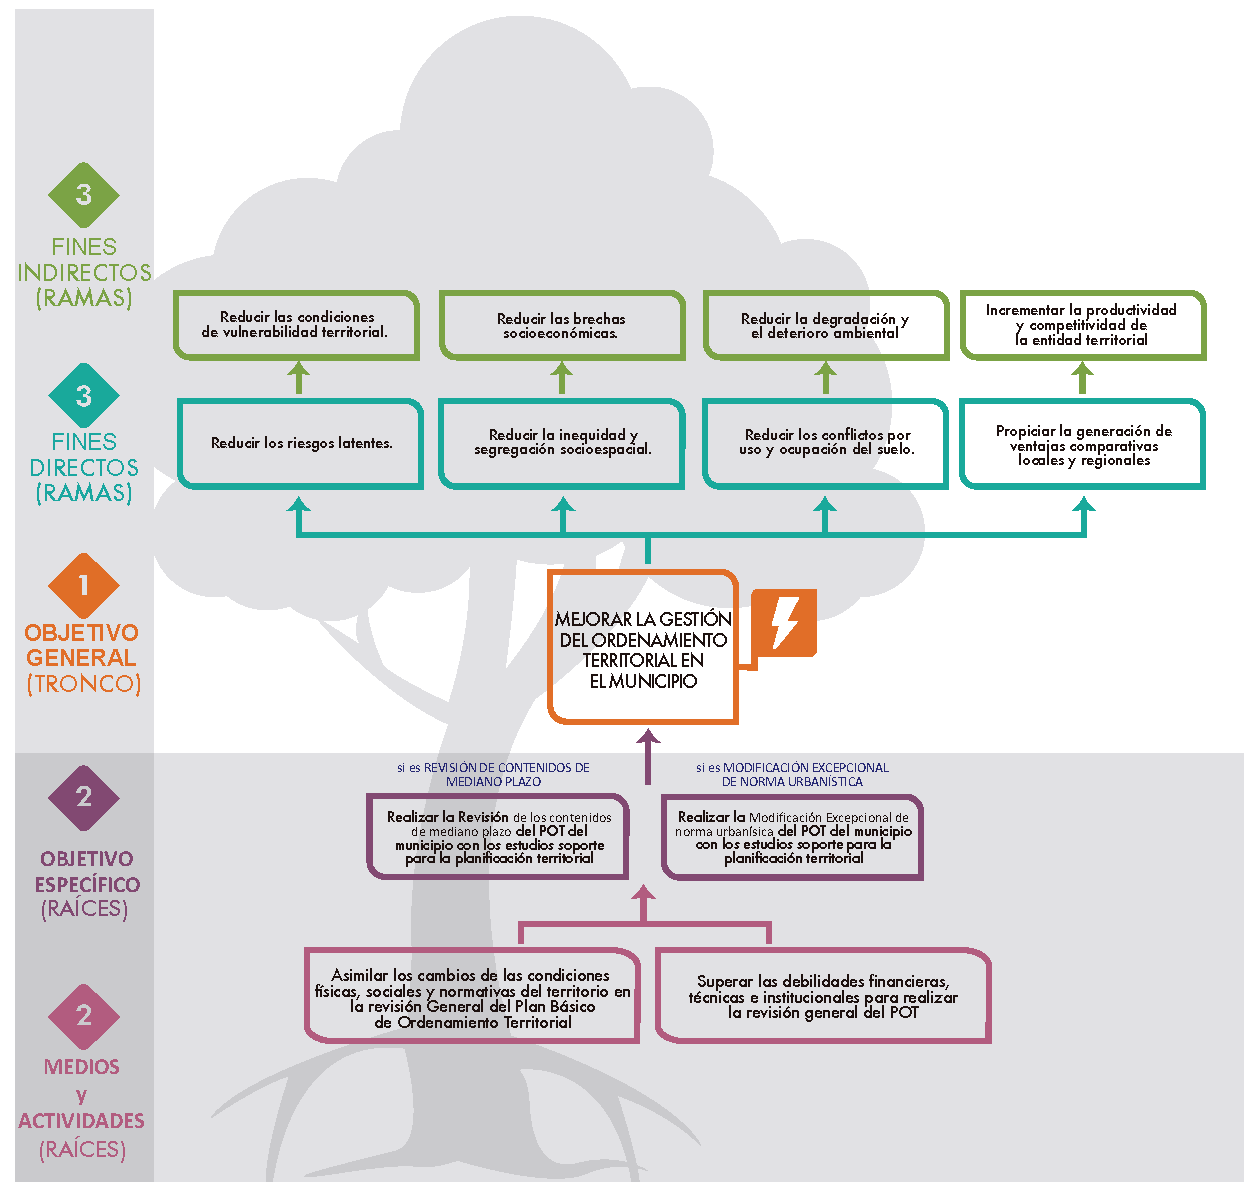 3
FINES
INDIRECTOS
(RAMAS)
Reducir las condiciones
de vulnerabilidad territorial.
Reducir las brechas
socioeconómicas.
Reducir la degradación y
el deterioro ambiental
Incrementar la productividad
y competitividad de
la entidad territorial
3
FINES
DIRECTOS
(RAMAS)
Reducir los riesgos latentes.
Reducir la inequidad y
segregación socioespacial.
Reducir los conflictos por
uso y ocupación del suelo.
Propiciar la generación de
ventajas comparativas
locales y regionales
1
OBJETIVO
GENERAL
(TRONCO)
MEJORAR LA GESTIÓN
DEL ORDENAMIENTO
TERRITORIAL EN
EL MUNICIPIO
2
OBJETIVO
ESPECÍFICO
(RAÍCES)
si es REVISIÓN DE CONTENIDOS DE
MEDIANO PLAZO
Realizar la Revisión de los contenidos
de mediano plazo del POT del
municipio con los estudios soporte
para la planificación territorial
si es MODIFICACIÓN EXCEPCIONAL
DE NORMA URBANÍSTICA
Realizar la Modificación Excepcional de
norma urbanísica del POT del municipio
con los estudios soporte para la
planificación territorial
2
MEDIOS
y
ACTIVIDADES
(RAÍCES)
Asimilar los cambios de las condiciones
físicas, sociales y normativas del territorio en
la revisión General del Plan Básico
de Ordenamiento Territorial
Superar las debilidades financieras,
técnicas e institucionales para realizar
la revisión general del POT